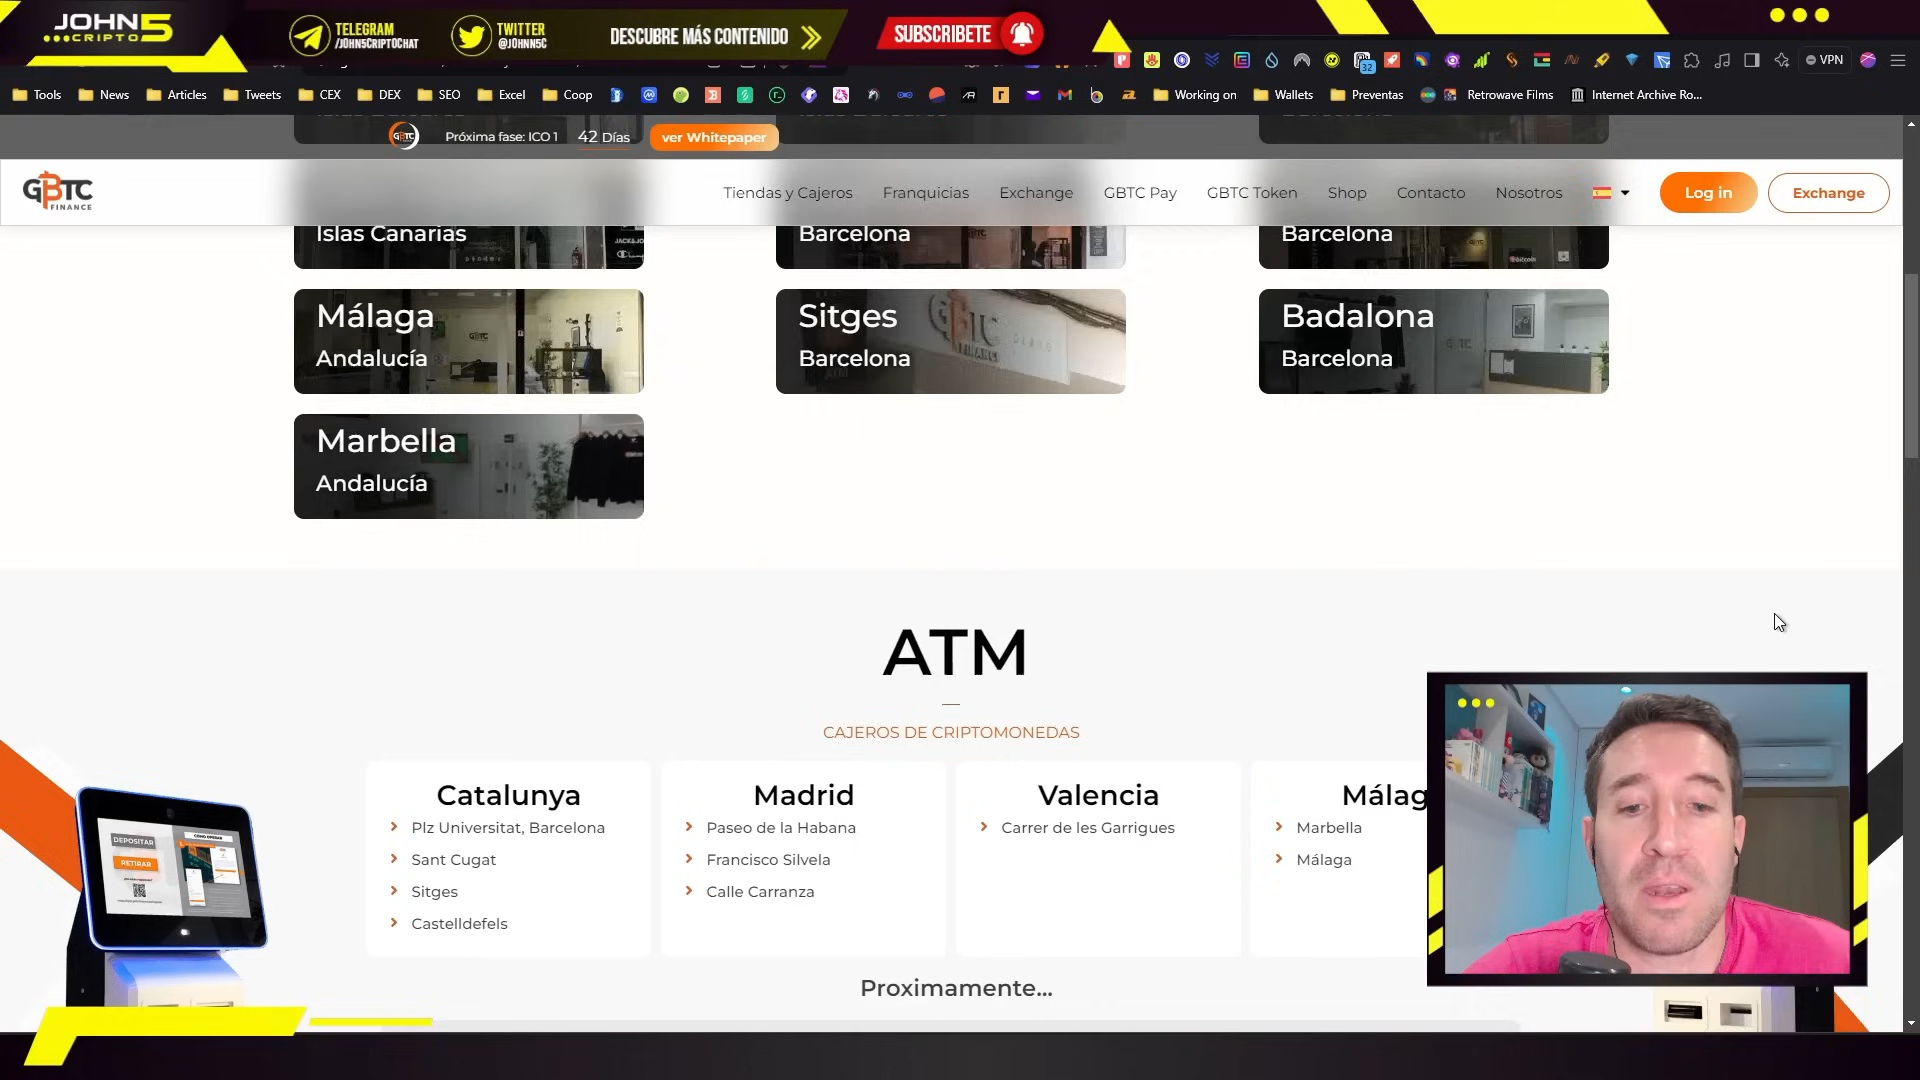 JOHN5
CRIPTO
TELEGRAM
/JOHN5CRIPTOCHAT
TWITTER
@JOHNN5C
DESCUBRE MÁS CONTENIDO
SUBSCRIBETE
32
VPN
Tools
News
Articles
Tweets
CEX
DEX
SEO
Excel
Coop
Working on
Wallets
Preventas
Retrowave Films
Internet Archive Ro...
Próxima fase: ICO 1
42 Días
ver Whitepaper
GBTC
FINANCE
Tiendas y Cajeros
Franquicias
Exchange
GBTC Pay
GBTC Token
Shop
Contacto
Nosotros
Log in
Exchange
Islas Canarias
Barcelona
Barcelona
Málaga
Andalucía
Sitges
Barcelona
Badalona
Barcelona
Marbella
Andalucía
ATM
CAJEROS DE CRIPTOMONEDAS
Catalunya
Plz Universitat, Barcelona
Sant Cugat
Sitges
Castelldefels
Madrid
Paseo de la Habana
Francisco Silvela
Calle Carranza
Valencia
Carrer de les Garrigues
Málag
Marbella
Málaga
DEPOSITAR
RETIRAR
Proximamente...